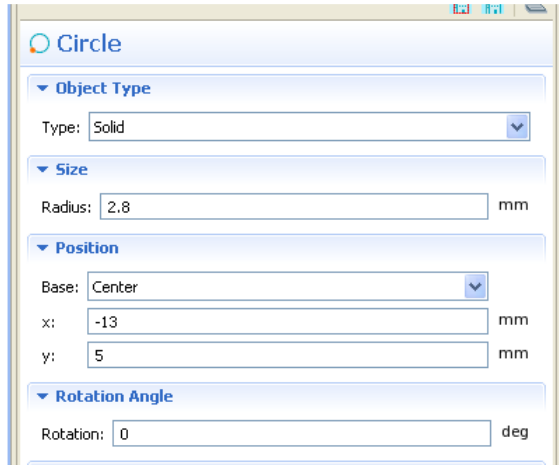 Circle
Object Type
Type: Solid
Size
Radius: 2.8 mm
Position
Base: Center
x: -13 mm
y: 5 mm
Rotation Angle
Rotation: 0 deg